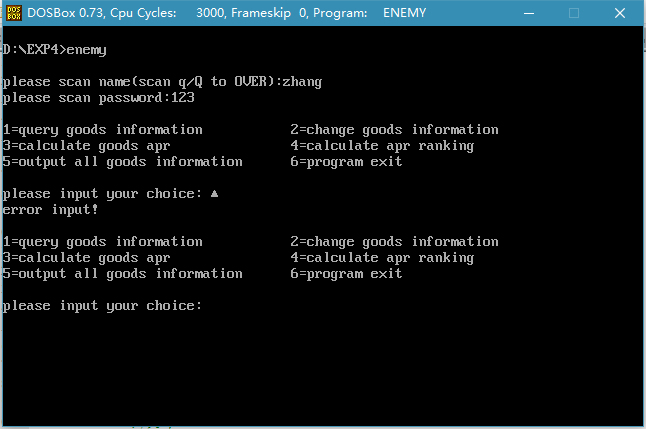 DOS
BOX
DOSBox 0.73, Cpu Cycles: 3000, Frameskip 0, Program: ENEMY
D:\EXP4>enemy
please scan name(scan q/Q to OVER):zhang
please scan password:123
1=query goods information 2=change goods information
3=calculate goods apr 4=calculate apr ranking
5=output all goods information 6=program exit
please input your choice: ▲
error input!
1=query goods information 2=change goods information
3=calculate goods apr 4=calculate apr ranking
5=output all goods information 6=program exit
please input your choice: